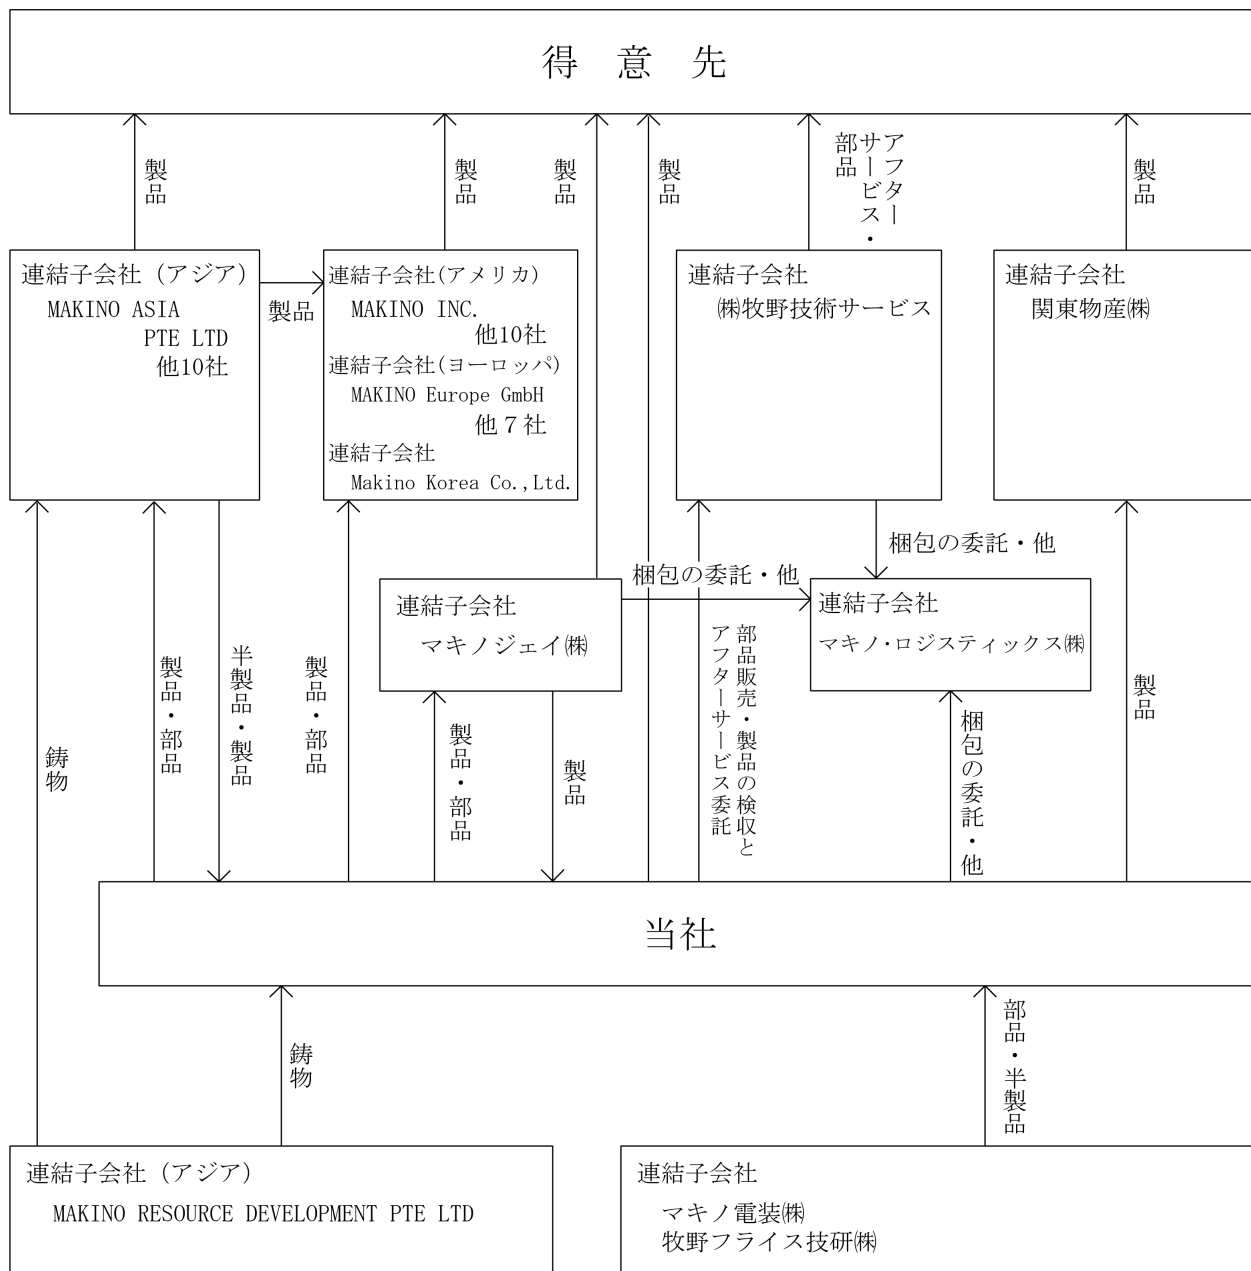 得意先
製品
製品
製品
製品
アフター
サービス・
部品
製品
連結子会社（アジア）
MAKINO ASIA
PTE LTD
他10社
製品
連結子会社(アメリカ)
MAKINO INC.
他10社
連結子会社(ヨーロッパ)
MAKINO Europe GmbH
他７社
連結子会社
Makino Korea Co.,Ltd.
連結子会社
㈱牧野技術サービス
連結子会社
関東物産㈱
梱包の委託・他
梱包の委託・他
連結子会社
マキノジェイ㈱
連結子会社
マキノ・ロジスティックス㈱
鋳物
製品・部品
半製品・製品
製品・部品
製品・部品
製品
部品販売・製品の検収と
アフターサービス委託
梱包の委託・他
製品
当社
鋳物
部品・半製品
連結子会社（アジア）
MAKINO RESOURCE DEVELOPMENT PTE LTD
連結子会社
マキノ電装㈱
牧野フライス技研㈱